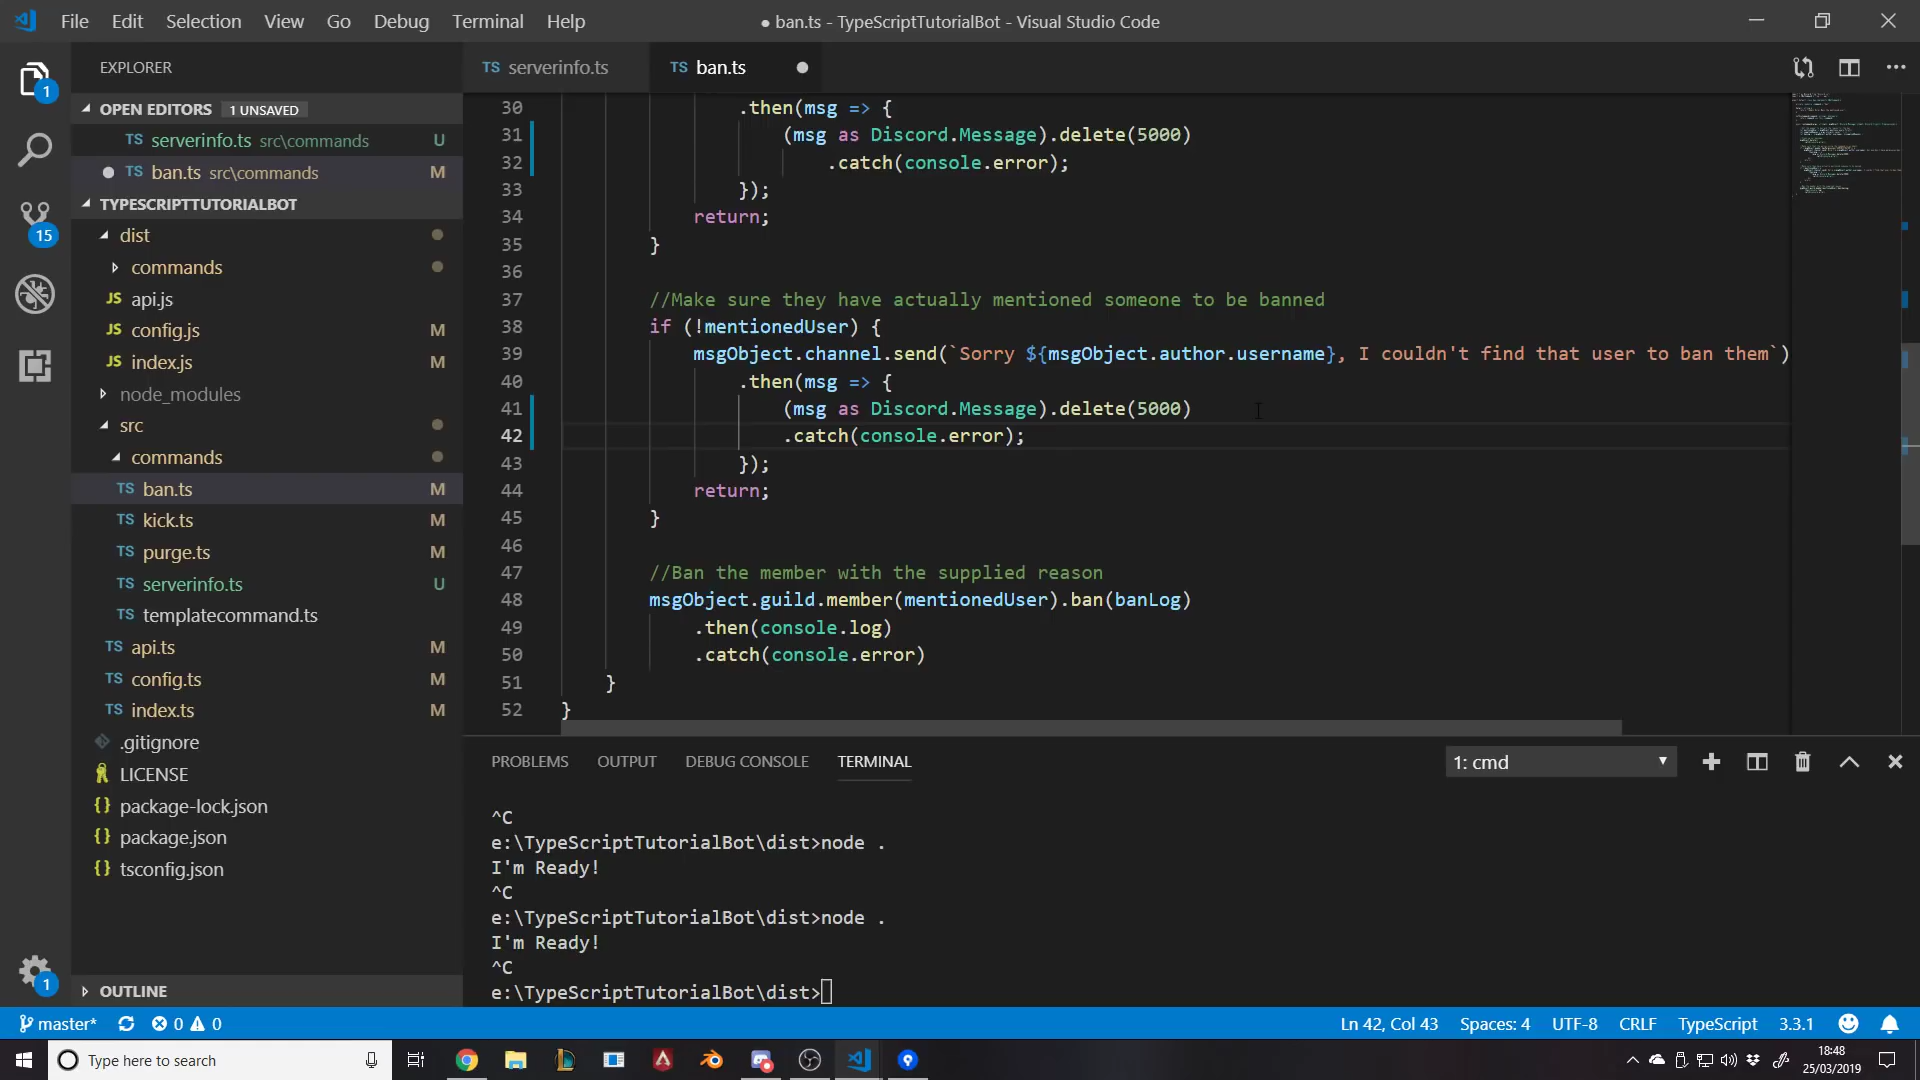 File Edit Selection View Go Debug Terminal Help
● ban.ts - TypeScriptTutorialBot - Visual Studio Code
EXPLORER
OPEN EDITORS 1 UNSAVED
TS serverinfo.ts src\commands U
TS ban.ts src\commands M
TYPESCRIPTTUTORIALBOT
dist
commands
JS api.js
JS config.js M
JS index.js M
node_modules
src
commands
TS ban.ts M
TS kick.ts M
TS purge.ts M
TS serverinfo.ts U
TS templatecommand.ts
TS api.ts M
TS config.ts M
TS index.ts M
.gitignore
LICENSE
{} package-lock.json
{} package.json
{} tsconfig.json
OUTLINE
1
15
1
TS serverinfo.ts
TS ban.ts
30 .then(msg => {
31 (msg as Discord.Message).delete(5000)
32 .catch(console.error);
33 });
34 return;
35 }
36
37 //Make sure they have actually mentioned someone to be banned
38 if (!mentionedUser) {
39 msgObject.channel.send(`Sorry ${msgObject.author.username}, I couldn't find that user to ban them`)
40 .then(msg => {
41 (msg as Discord.Message).delete(5000)
42 .catch(console.error);
43 });
44 return;
45 }
46
47 //Ban the member with the supplied reason
48 msgObject.guild.member(mentionedUser).ban(banLog)
49 .then(console.log)
50 .catch(console.error)
51 }
52 }
PROBLEMS OUTPUT DEBUG CONSOLE TERMINAL
1: cmd
^C
e:\TypeScriptTutorialBot\dist>node .
I'm Ready!
^C
e:\TypeScriptTutorialBot\dist>node .
I'm Ready!
^C
e:\TypeScriptTutorialBot\dist>
master* 0 0
Ln 42, Col 43 Spaces: 4 UTF-8 CRLF TypeScript 3.3.1
Type here to search
18:48
25/03/2019